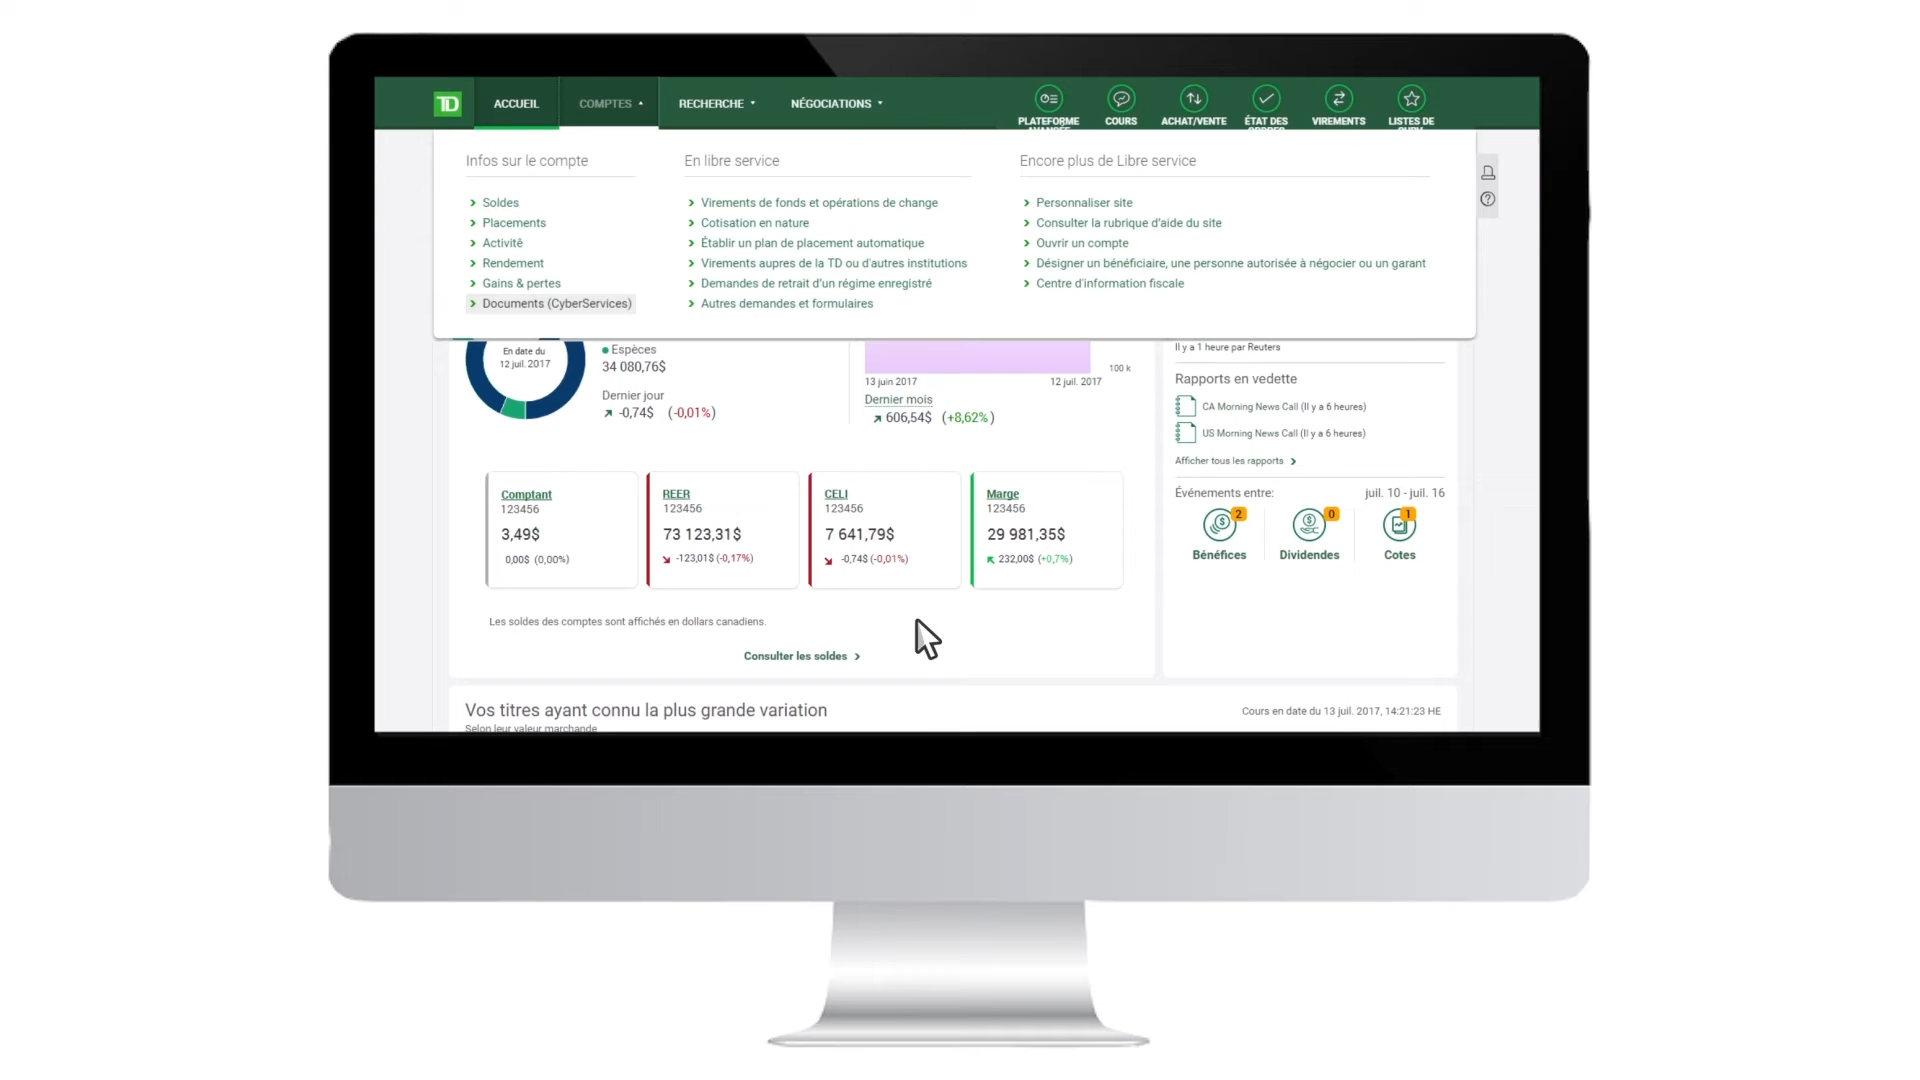 TD
ACCUEIL
COMPTES
RECHERCHE
NÉGOCIATIONS
PLATEFORME
AVANCÉE
COURS
ACHAT/VENTE
ÉTAT DES
ORDRES
VIREMENTS
LISTES DE
SURV.
Infos sur le compte
Soldes
Placements
Activité
Rendement
Gains & pertes
Documents (CyberServices)
En libre service
Virements de fonds et opérations de change
Cotisation en nature
Établir un plan de placement automatique
Virements aupres de la TD ou d'autres institutions
Demandes de retrait d'un régime enregistré
Autres demandes et formulaires
Encore plus de Libre service
Personnaliser site
Consulter la rubrique d'aide du site
Ouvrir un compte
Désigner un bénéficiaire, une personne autorisée à négocier ou un garant
Centre d'information fiscale
En date du
12 juil. 2017
Espèces
34 080,76$
Dernier jour
-0,74$ (-0,01%)
100 k
13 juin 2017
12 juil. 2017
Dernier mois
606,54$ (+8,62%)
Il y a 1 heure par Reuters
Rapports en vedette
CA Morning News Call (Il y a 6 heures)
US Morning News Call (Il y a 6 heures)
Afficher tous les rapports
Événements entre:
juil. 10 - juil. 16
2
0
1
Bénéfices
Dividendes
Cotes
Comptant
123456
3,49$
0,00$ (0,00%)
REER
123456
73 123,31$
-123,01$ (-0,17%)
CELI
123456
7 641,79$
-0,74$ (-0,01%)
Marge
123456
29 981,35$
232,00$ (+0,7%)
Les soldes des comptes sont affichés en dollars canadiens.
Consulter les soldes
Vos titres ayant connu la plus grande variation
Cours en date du 13 juil. 2017, 14:21:23 HE
Selon leur valeur marchande